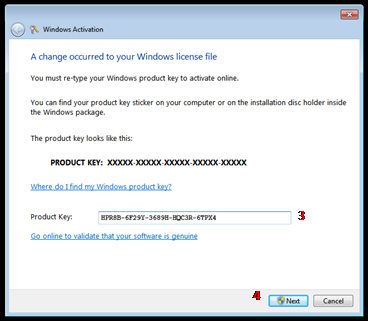 Windows Activation
A change occurred to your Windows license file
You must re-type your Windows product key to activate online.
You can find your product key sticker on your computer or on the installation disc holder inside
the Windows package.
The product key looks like this:
PRODUCT KEY: XXXXX-XXXXX-XXXXX-XXXXX-XXXXX
Where do I find my Windows product key?
Product Key: HPR8B-6F29Y-3689H-HQC3R-6TPX4 3
Go online to validate that your software is genuine
4 Next Cancel